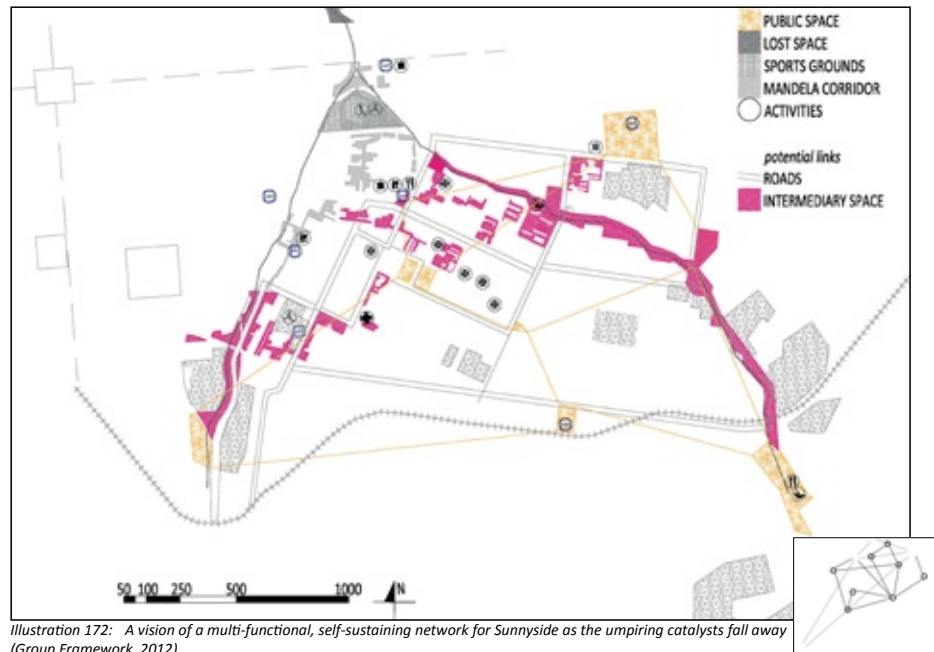 PUBLIC SPACE
LOST SPACE
SPORTS GROUNDS
MANDELA CORRIDOR
ACTIVITIES
potential links
ROADS
INTERMEDIARY SPACE
50 100 250 500 1000 N
Illustration 172: A vision of a multi-functional, self-sustaining network for Sunnyside as the umpiring catalysts fall away
(Group Framework, 2012)